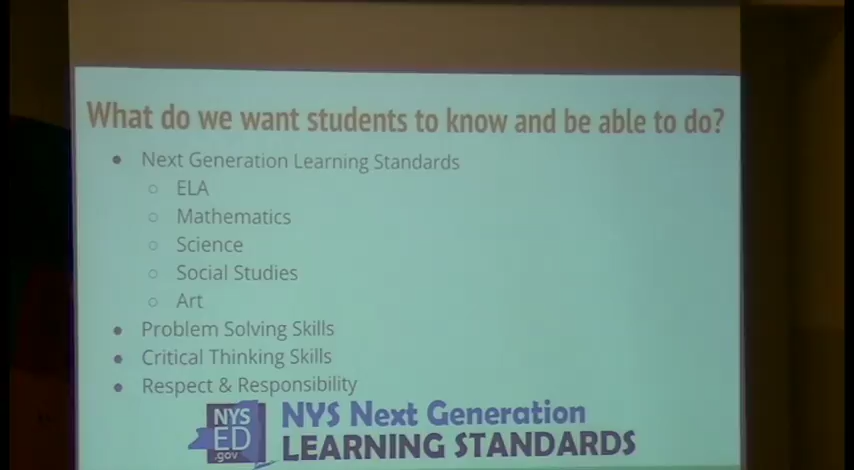 What do we want students to know and be able to do?
● Next Generation Learning Standards
○ ELA
○ Mathematics
○ Science
○ Social Studies
○ Art
● Problem Solving Skills
● Critical Thinking Skills
● Respect & Responsibility
NYS
ED
.gov
NYS Next Generation
LEARNING STANDARDS